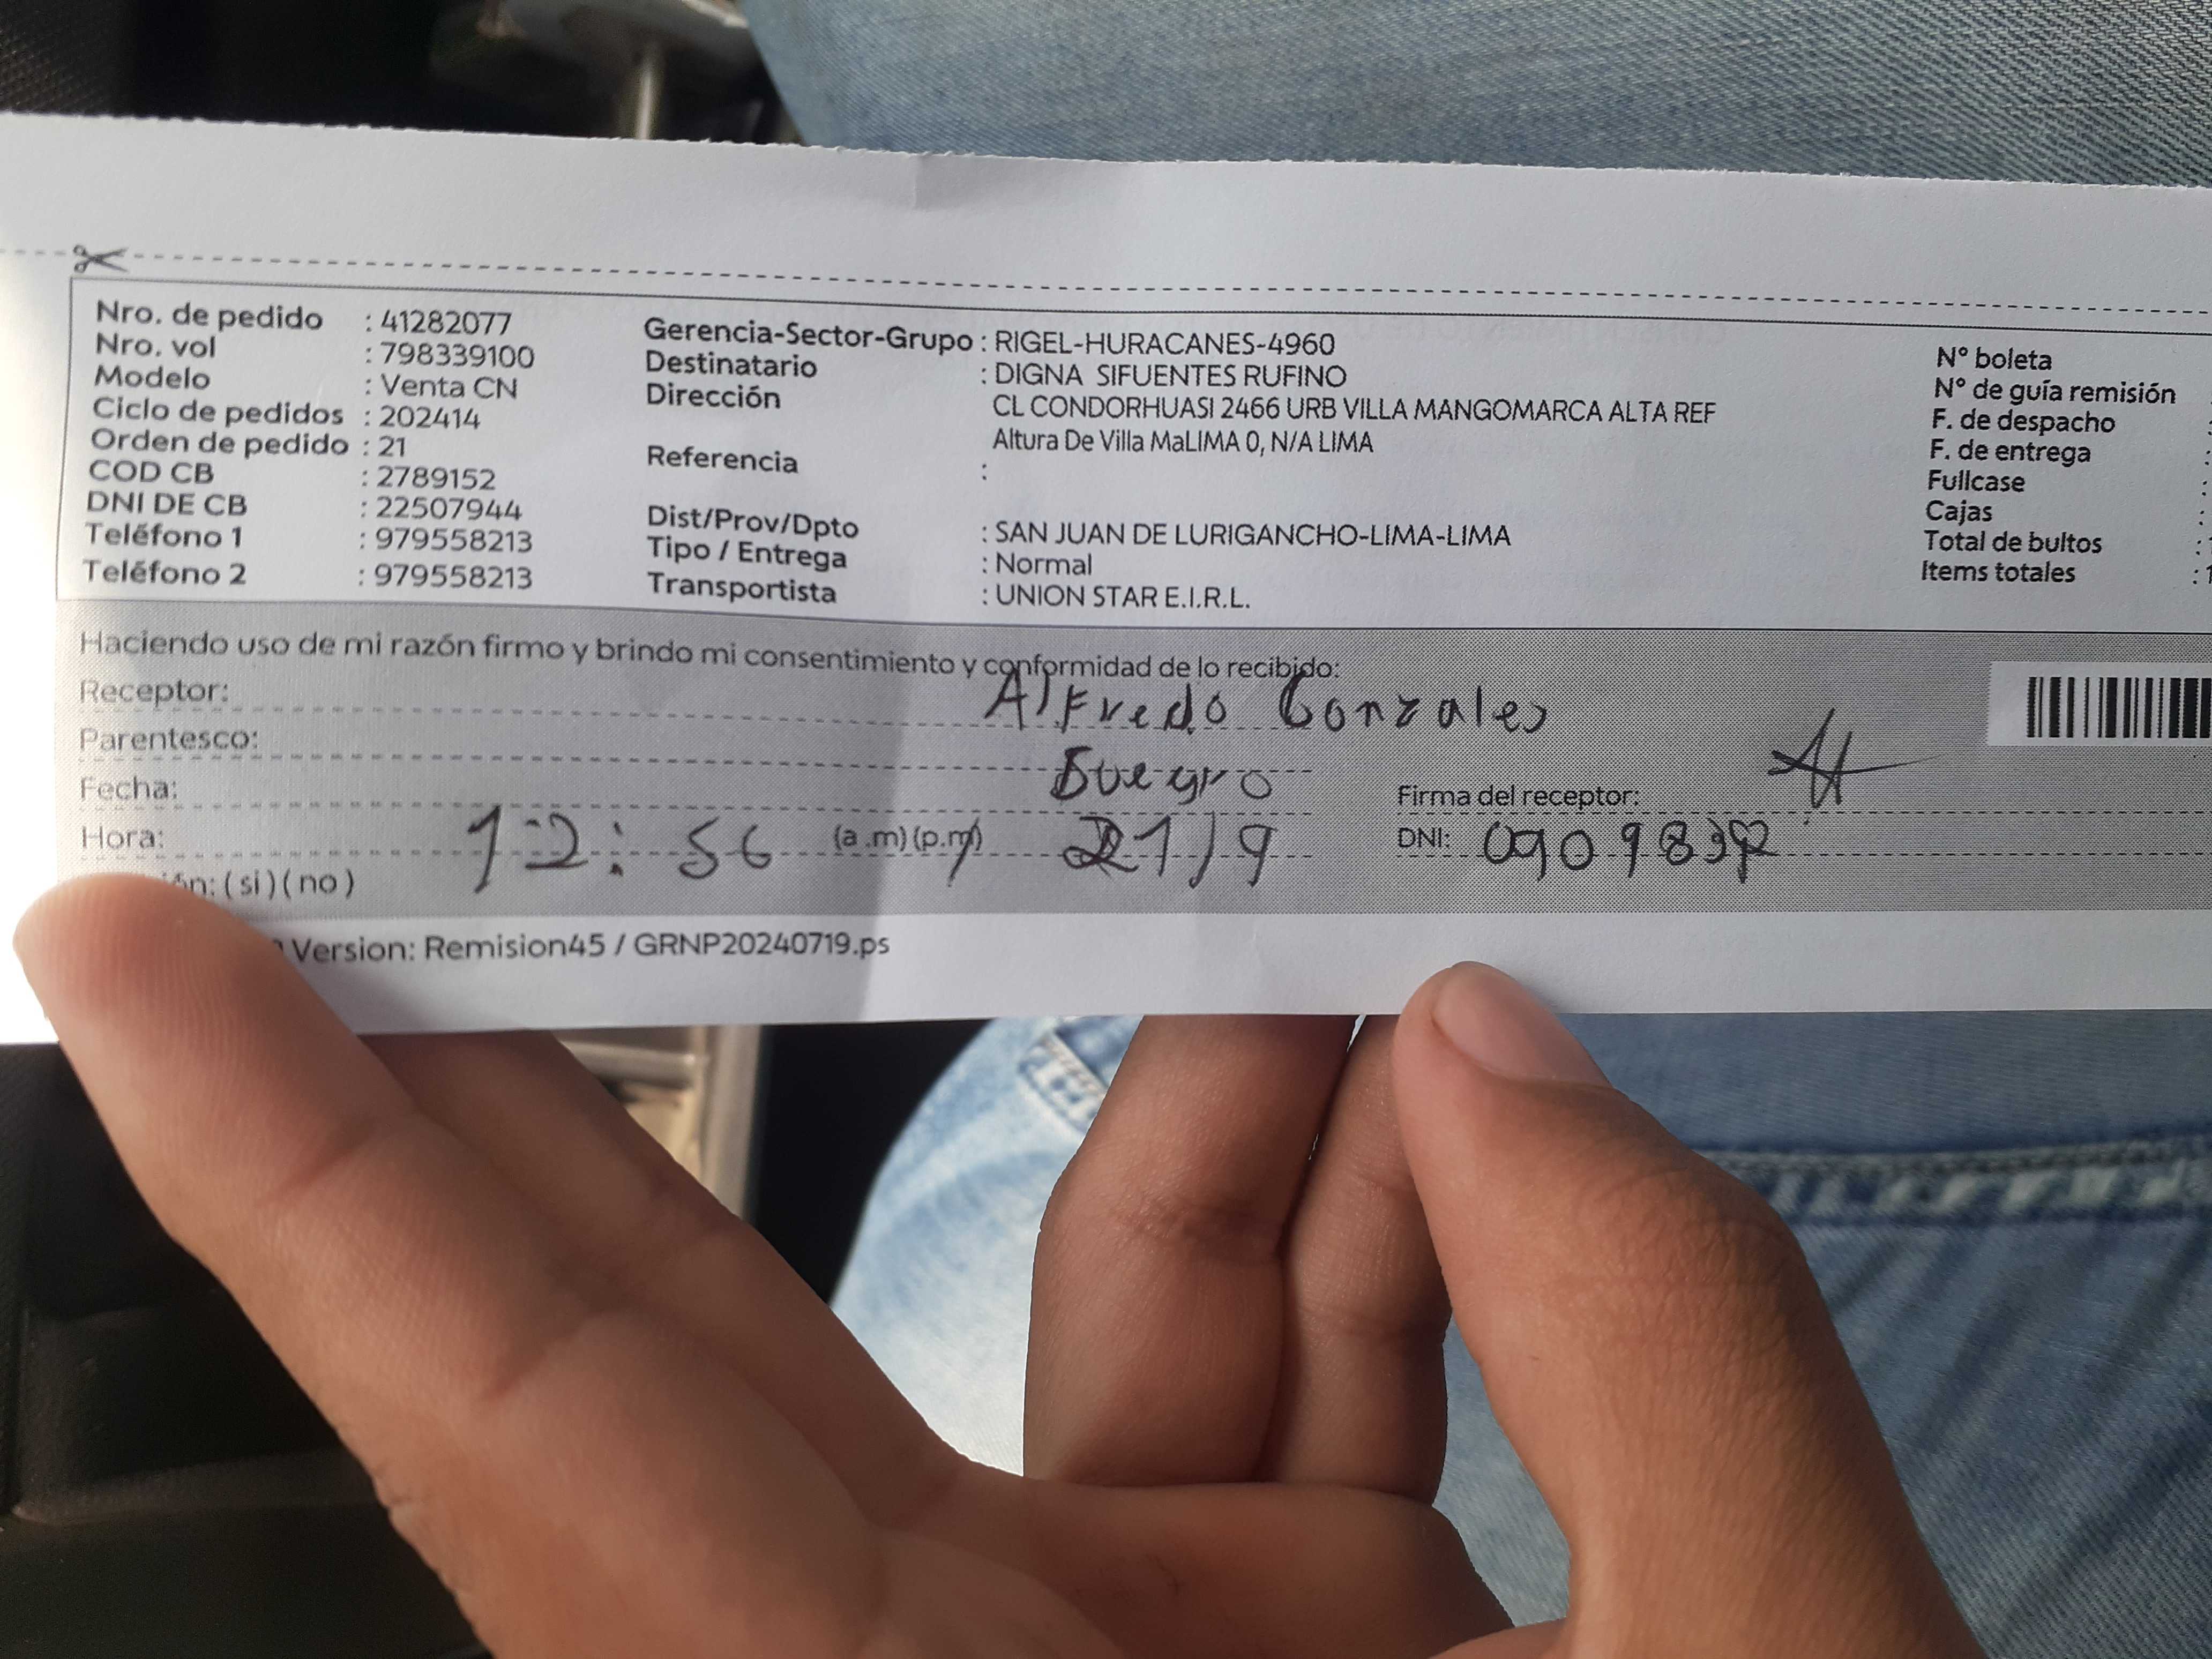 Nro. de pedido : 41282077
Nro. vol : 798339100
Modelo : Venta CN
Ciclo de pedidos : 202414
Orden de pedido : 21
COD CB : 2789152
DNI DE CB : 22507944
Teléfono 1 : 979558213
Teléfono 2 : 979558213
Gerencia-Sector-Grupo : RIGEL-HURACANES-4960
Destinatario : DIGNA SIFUENTES RUFINO
Dirección CL CONDORHUASI 2466 URB VILLA MANGOMARCA ALTA REF
Altura De Villa MaLIMA 0, N/A LIMA
Referencia :
Dist/Prov/Dpto : SAN JUAN DE LURIGANCHO-LIMA-LIMA
Tipo / Entrega : Normal
Transportista : UNION STAR E.I.R.L.
N° boleta
N° de guía remisión :
F. de despacho :
F. de entrega :
Fullcase :
Cajas :
Total de bultos :
Items totales : 1
Haciendo uso de mi razón firmo y brindo mi consentimiento y conformidad de lo recibido:
Receptor: Alfredo Gonzales
Parentesco: Suegro
Fecha: 21/9
Hora: 12:56 (a.m)(p.m)
Firma del receptor:
DNI:
(si)(no)
Version: Remision45 / GRNP20240719.ps